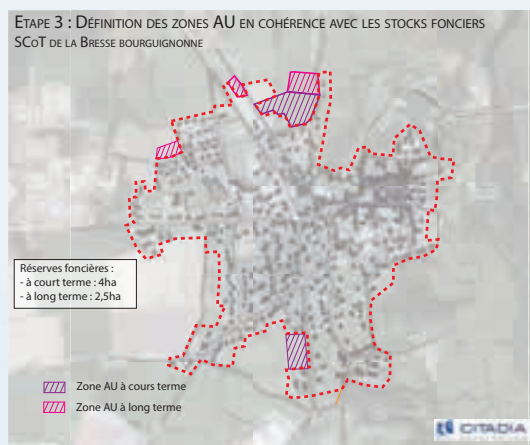 ETAPE 3 : DÉFINITION DES ZONES AU EN COHÉRENCE AVEC LES STOCKS FONCIERS
SCOT DE LA BRESSE BOURGUIGNONNE
Réserves foncières :
- à court terme : 4ha
- à long terme : 2,5ha
Zone AU à cours terme
Zone AU à long terme
CITADIA